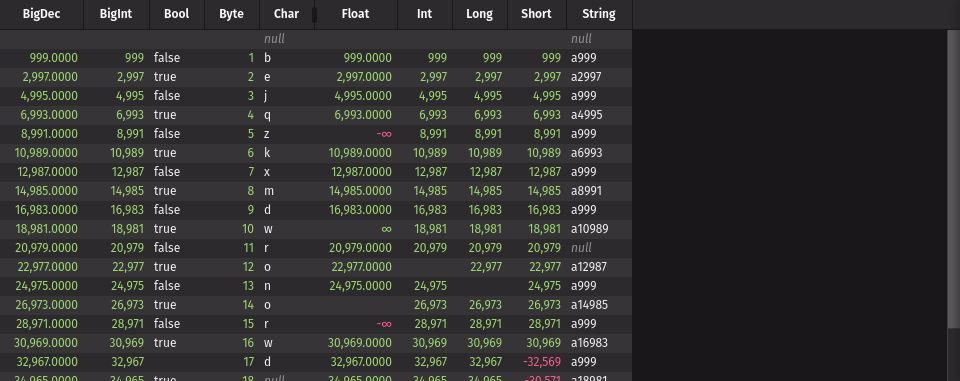 BigDec BigInt Bool Byte Char Float Int Long Short String
null null
999.0000 999 false 1 b 999.0000 999 999 999 a999
2,997.0000 2,997 true 2 e 2,997.0000 2,997 2,997 2,997 a2997
4,995.0000 4,995 false 3 j 4,995.0000 4,995 4,995 4,995 a999
6,993.0000 6,993 true 4 q 6,993.0000 6,993 6,993 6,993 a4995
8,991.0000 8,991 false 5 z -∞ 8,991 8,991 8,991 a999
10,989.0000 10,989 true 6 k 10,989.0000 10,989 10,989 10,989 a6993
12,987.0000 12,987 false 7 x 12,987.0000 12,987 12,987 12,987 a999
14,985.0000 14,985 true 8 m 14,985.0000 14,985 14,985 14,985 a8991
16,983.0000 16,983 false 9 d 16,983.0000 16,983 16,983 16,983 a999
18,981.0000 18,981 true 10 w ∞ 18,981 18,981 18,981 a10989
20,979.0000 20,979 false 11 r 20,979.0000 20,979 20,979 20,979 null
22,977.0000 22,977 true 12 o 22,977.0000 22,977 22,977 a12987
24,975.0000 24,975 false 13 n 24,975.0000 24,975 24,975 a999
26,973.0000 26,973 true 14 o 26,973 26,973 26,973 a14985
28,971.0000 28,971 false 15 r -∞ 28,971 28,971 28,971 a999
30,969.0000 30,969 true 16 w 30,969.0000 30,969 30,969 30,969 a16983
32,967.0000 32,967 17 d 32,967.0000 32,967 32,967 -32,569 a999
34,965.0000 34,965 true 18 null 34,965.0000 34,965 34,965 -30,571 a18981